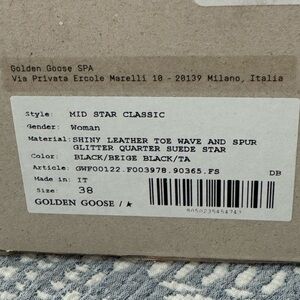 Golden Goose SPA
Via Privata Ercole Marelli 10 - 20139 Milano, Italia
Style: MID STAR CLASSIC
Gender: Woman
Material: SHINY LEATHER TOE WAVE AND SPUR
GLITTER QUARTER SUEDE STAR
Color: BLACK/BEIGE BLACK/TA
Article: GWF00122.F003978.90365.FS
DB
Made in: IT
Size: 38
GOLDEN GOOSE /
8050235454743